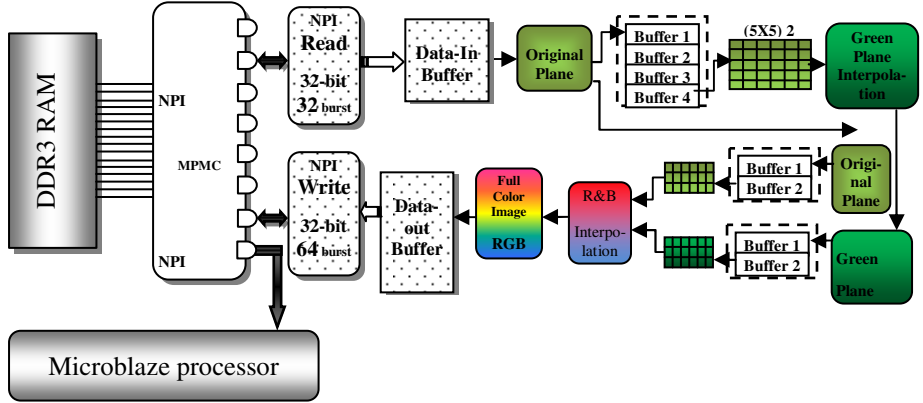 DDR3 RAM
NPI
MPMC
NPI
NPI
Read
32-bit
32 burst
Data-In
Buffer
Original
Plane
Buffer 1
Buffer 2
Buffer 3
Buffer 4
(5X5) 2
Green
Plane
Interpola-
tion
NPI
Write
32-bit
64 burst
Data-
out
Buffer
Full
Color
Image
RGB
R&B
Interpo-
lation
Buffer 1
Buffer 2
Origi-
nal
Plane
Buffer 1
Buffer 2
Green
Plane
Microblaze processor